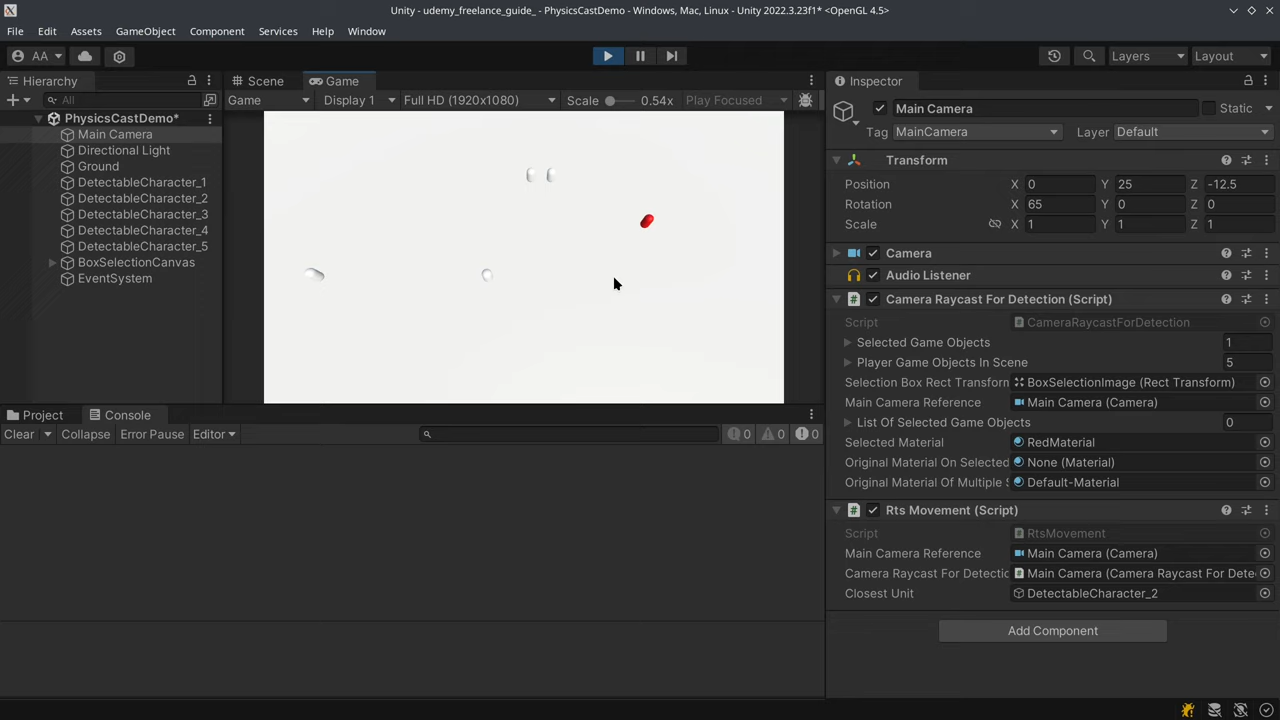 Unity - udemy_freelance_guide_ - PhysicsCastDemo - Windows, Mac, Linux - Unity 2022.3.23f1* <OpenGL 4.5>
File Edit Assets GameObject Component Services Help Window
AA Layers Layout
Hierarchy
All
PhysicsCastDemo*
Main Camera
Directional Light
Ground
DetectableCharacter_1
DetectableCharacter_2
DetectableCharacter_3
DetectableCharacter_4
DetectableCharacter_5
BoxSelectionCanvas
EventSystem
Scene Game
Game Display 1 Full HD (1920x1080) Scale 0.54x Play Focused
Project Console
Clear Collapse Error Pause Editor 0 0 0
Inspector
Main Camera Static
Tag MainCamera Layer Default
Transform
Position X 0 Y 25 Z -12.5
Rotation X 65 Y 0 Z 0
Scale X 1 Y 1 Z 1
Camera
Audio Listener
# Camera Raycast For Detection (Script)
Script # CameraRaycastForDetection
Selected Game Objects 1
Player Game Objects In Scene 5
Selection Box Rect Transform BoxSelectionImage (Rect Transform)
Main Camera Reference Main Camera (Camera)
List Of Selected Game Objects 0
Selected Material RedMaterial
Original Material On Selected None (Material)
Original Material Of Multiple S Default-Material
# Rts Movement (Script)
Script # RtsMovement
Main Camera Reference Main Camera (Camera)
Camera Raycast For Detectio # Main Camera (Camera Raycast For Dete
Closest Unit DetectableCharacter_2
Add Component